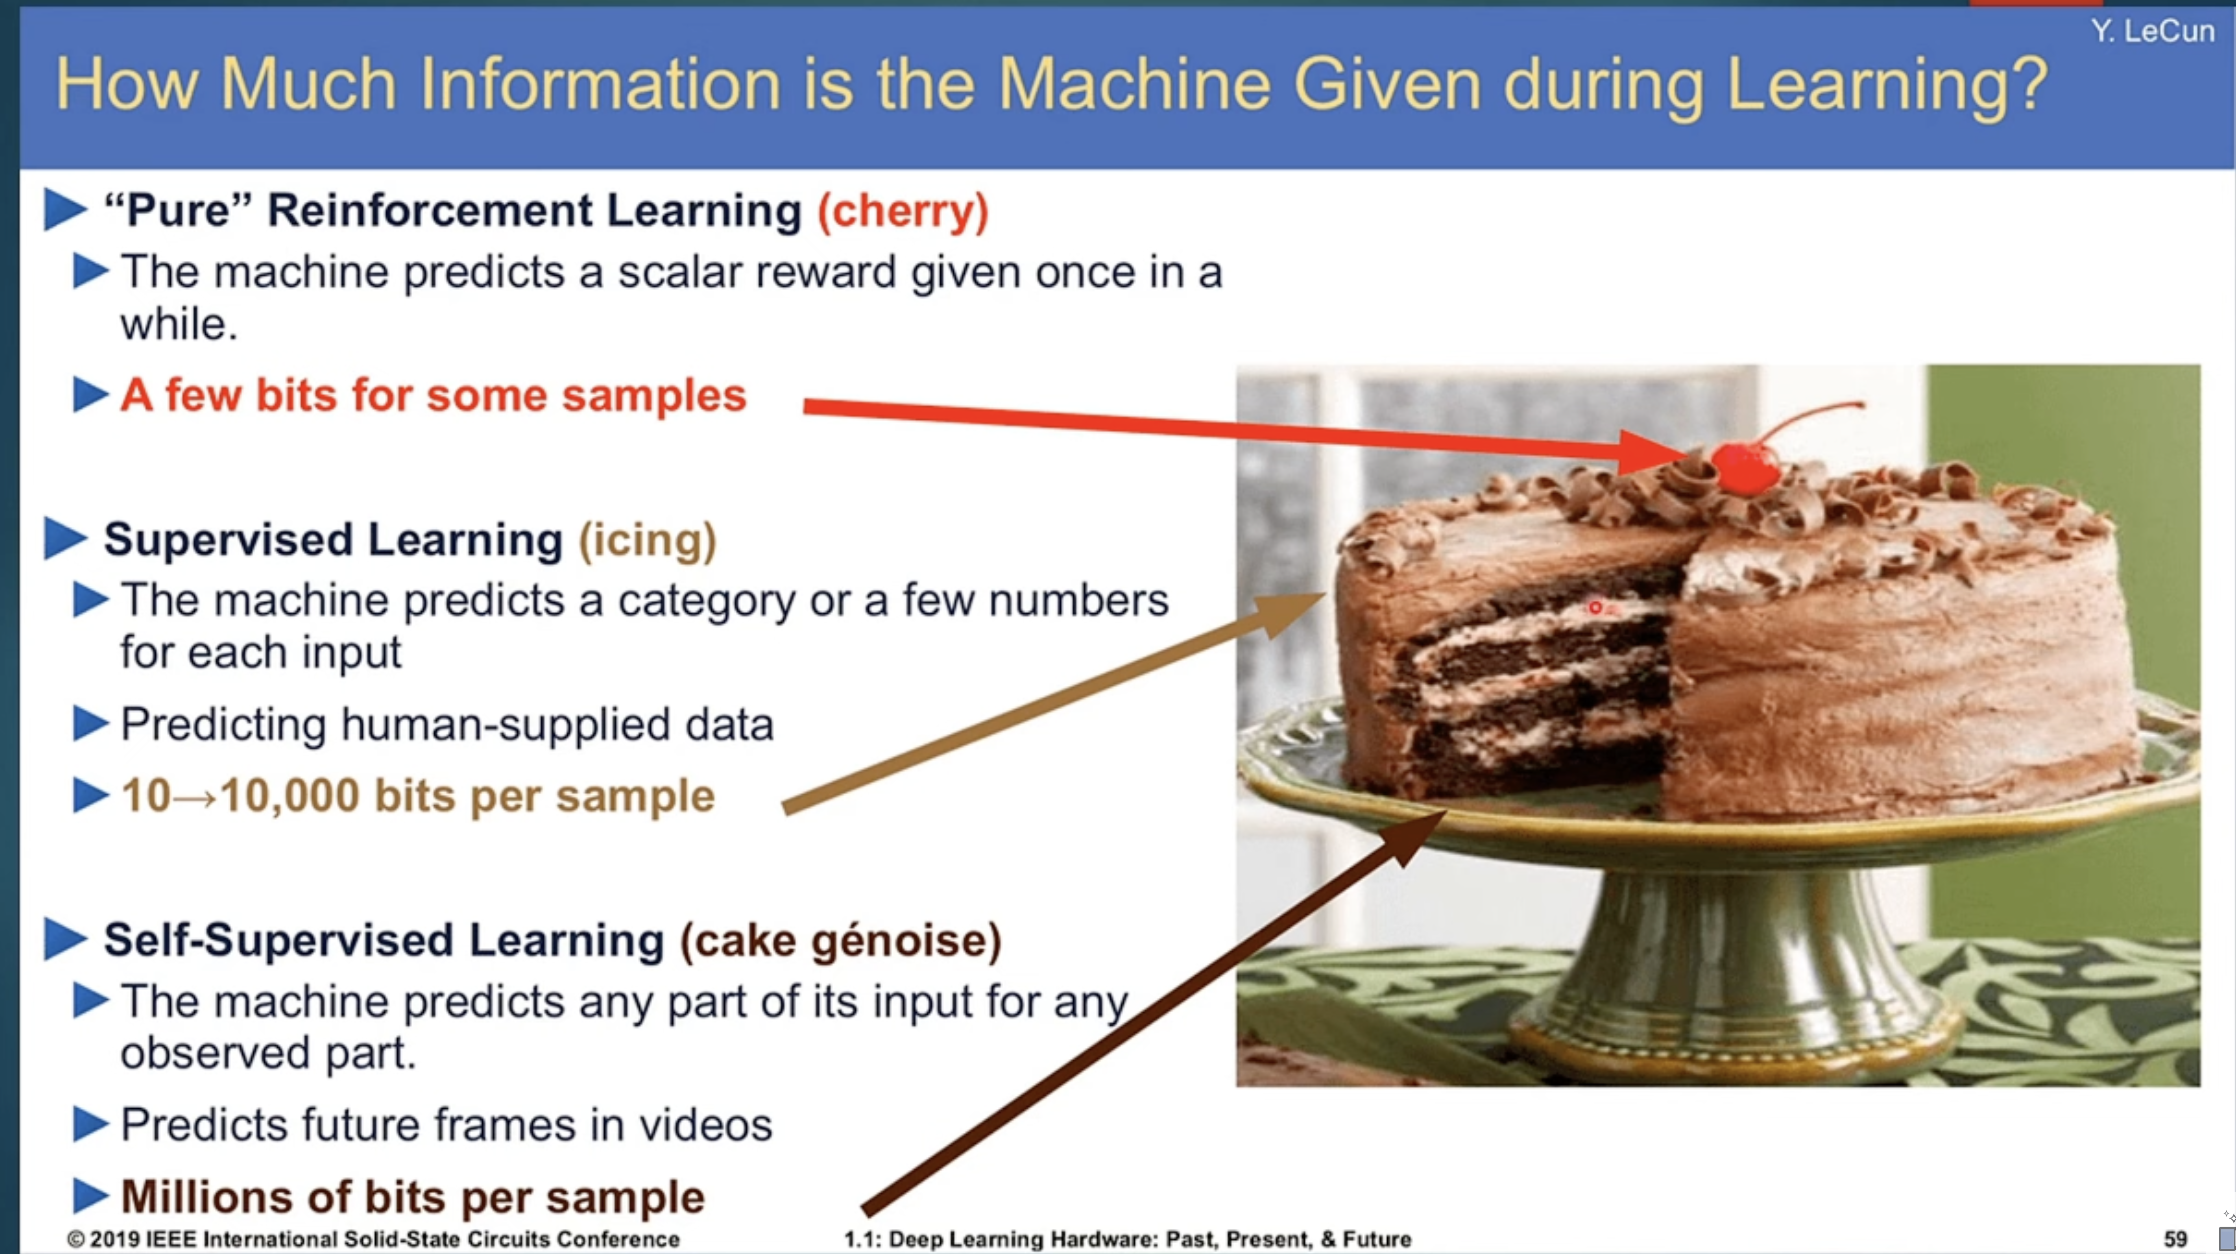 Y. LeCun
How Much Information is the Machine Given during Learning?
“Pure” Reinforcement Learning (cherry)
The machine predicts a scalar reward given once in a
while.
A few bits for some samples
Supervised Learning (icing)
The machine predicts a category or a few numbers
for each input
Predicting human-supplied data
10→10,000 bits per sample
Self-Supervised Learning (cake génoise)
The machine predicts any part of its input for any
observed part.
Predicts future frames in videos
Millions of bits per sample
© 2019 IEEE International Solid-State Circuits Conference
1.1: Deep Learning Hardware: Past, Present, & Future
59